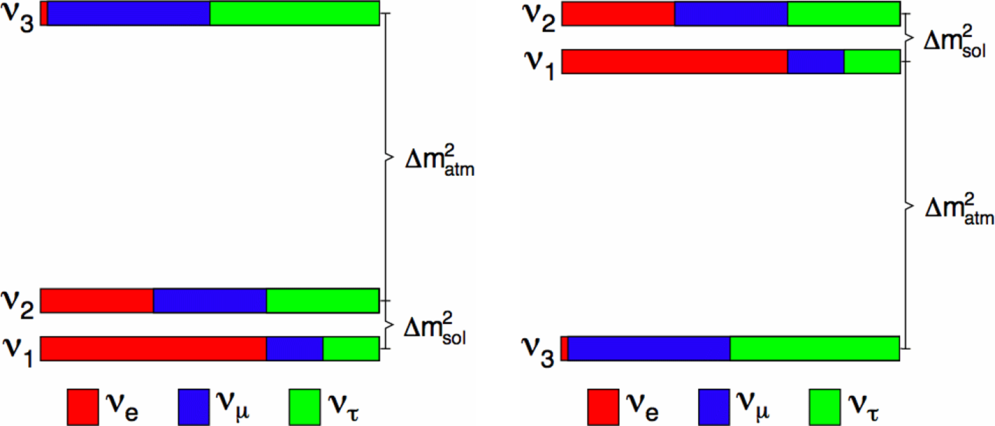 ν3
Δm²atm
ν2
Δm²sol
ν1
νe νμ ντ
ν2
Δm²sol
ν1
Δm²atm
ν3
νe νμ ντ